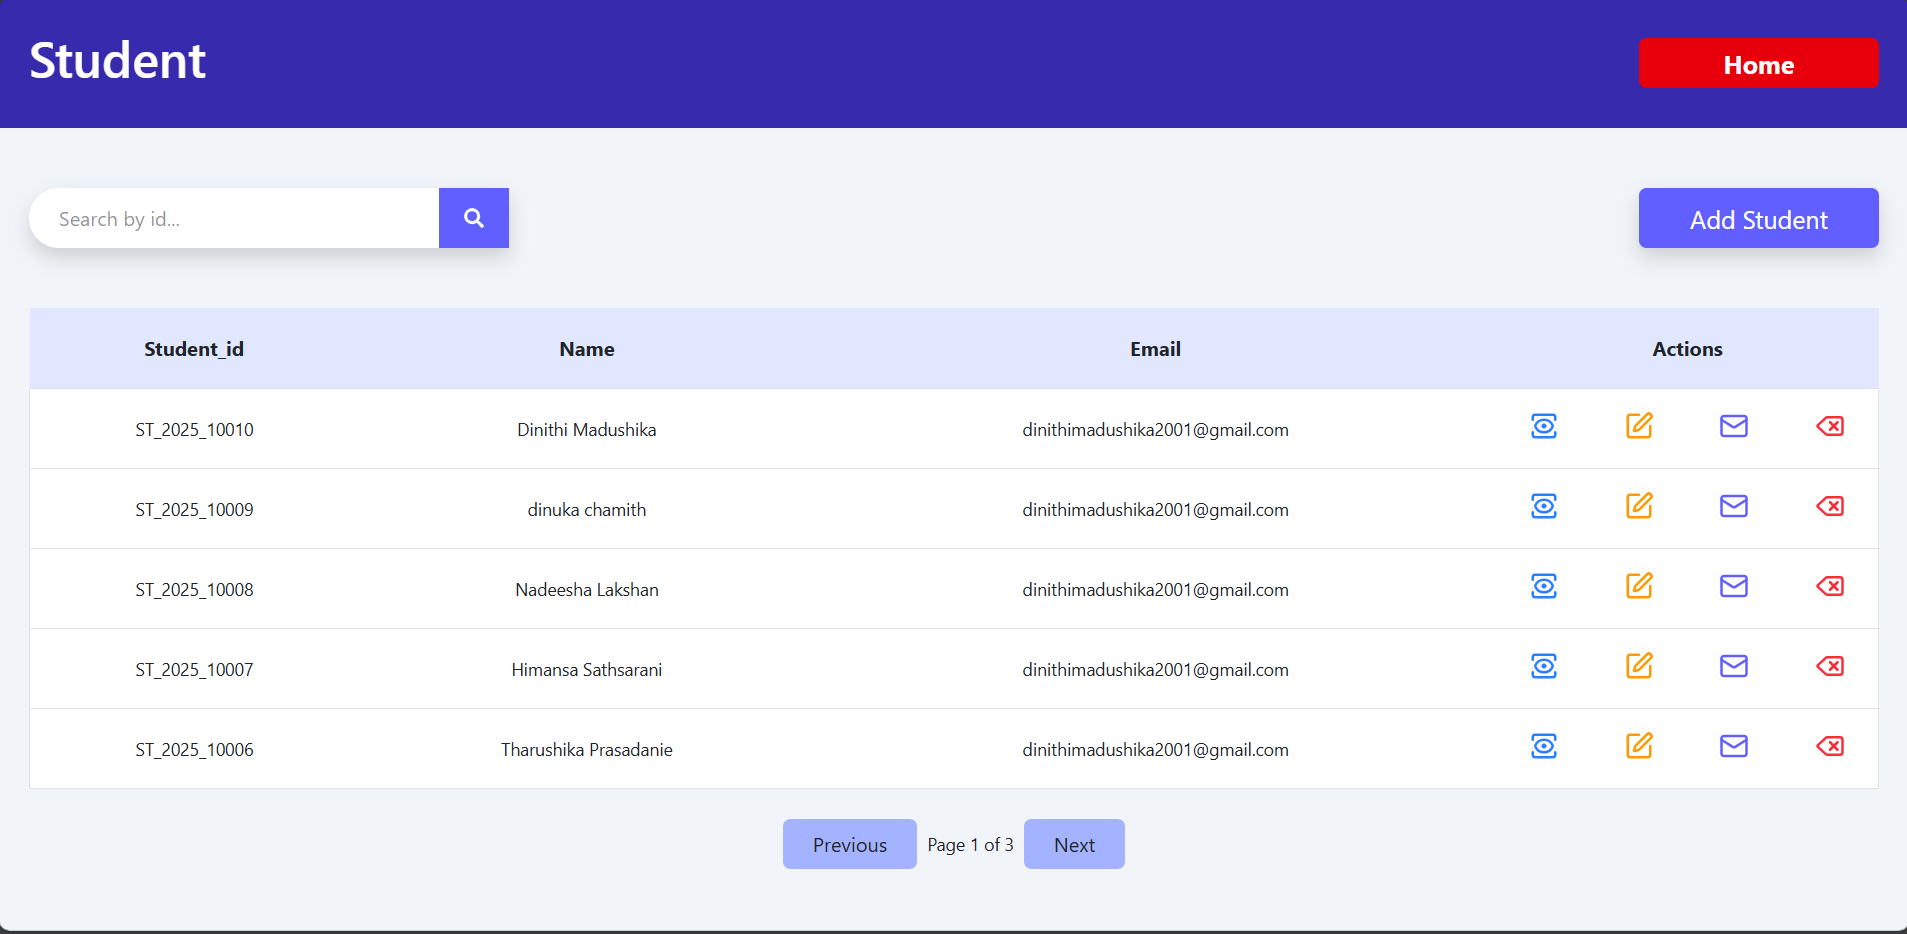 Student
Home
Search by id...
Add Student
Student_id Name Email Actions
ST_2025_10010 Dinithi Madushika dinithimadushika2001@gmail.com
ST_2025_10009 dinuka chamith dinithimadushika2001@gmail.com
ST_2025_10008 Nadeesha Lakshan dinithimadushika2001@gmail.com
ST_2025_10007 Himansa Sathsarani dinithimadushika2001@gmail.com
ST_2025_10006 Tharushika Prasadanie dinithimadushika2001@gmail.com
Previous Page 1 of 3 Next